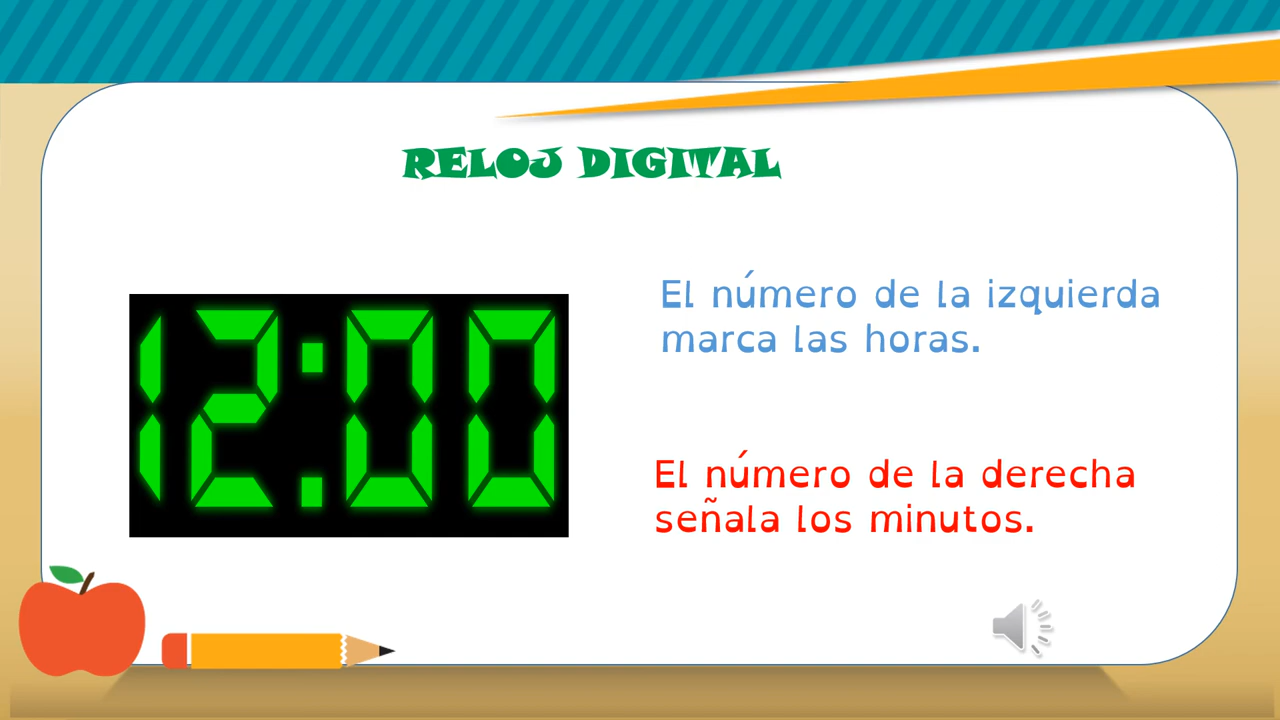 RELOJ DIGITAL
12:00
El número de la izquierda
marca las horas.
El número de la derecha
señala los minutos.